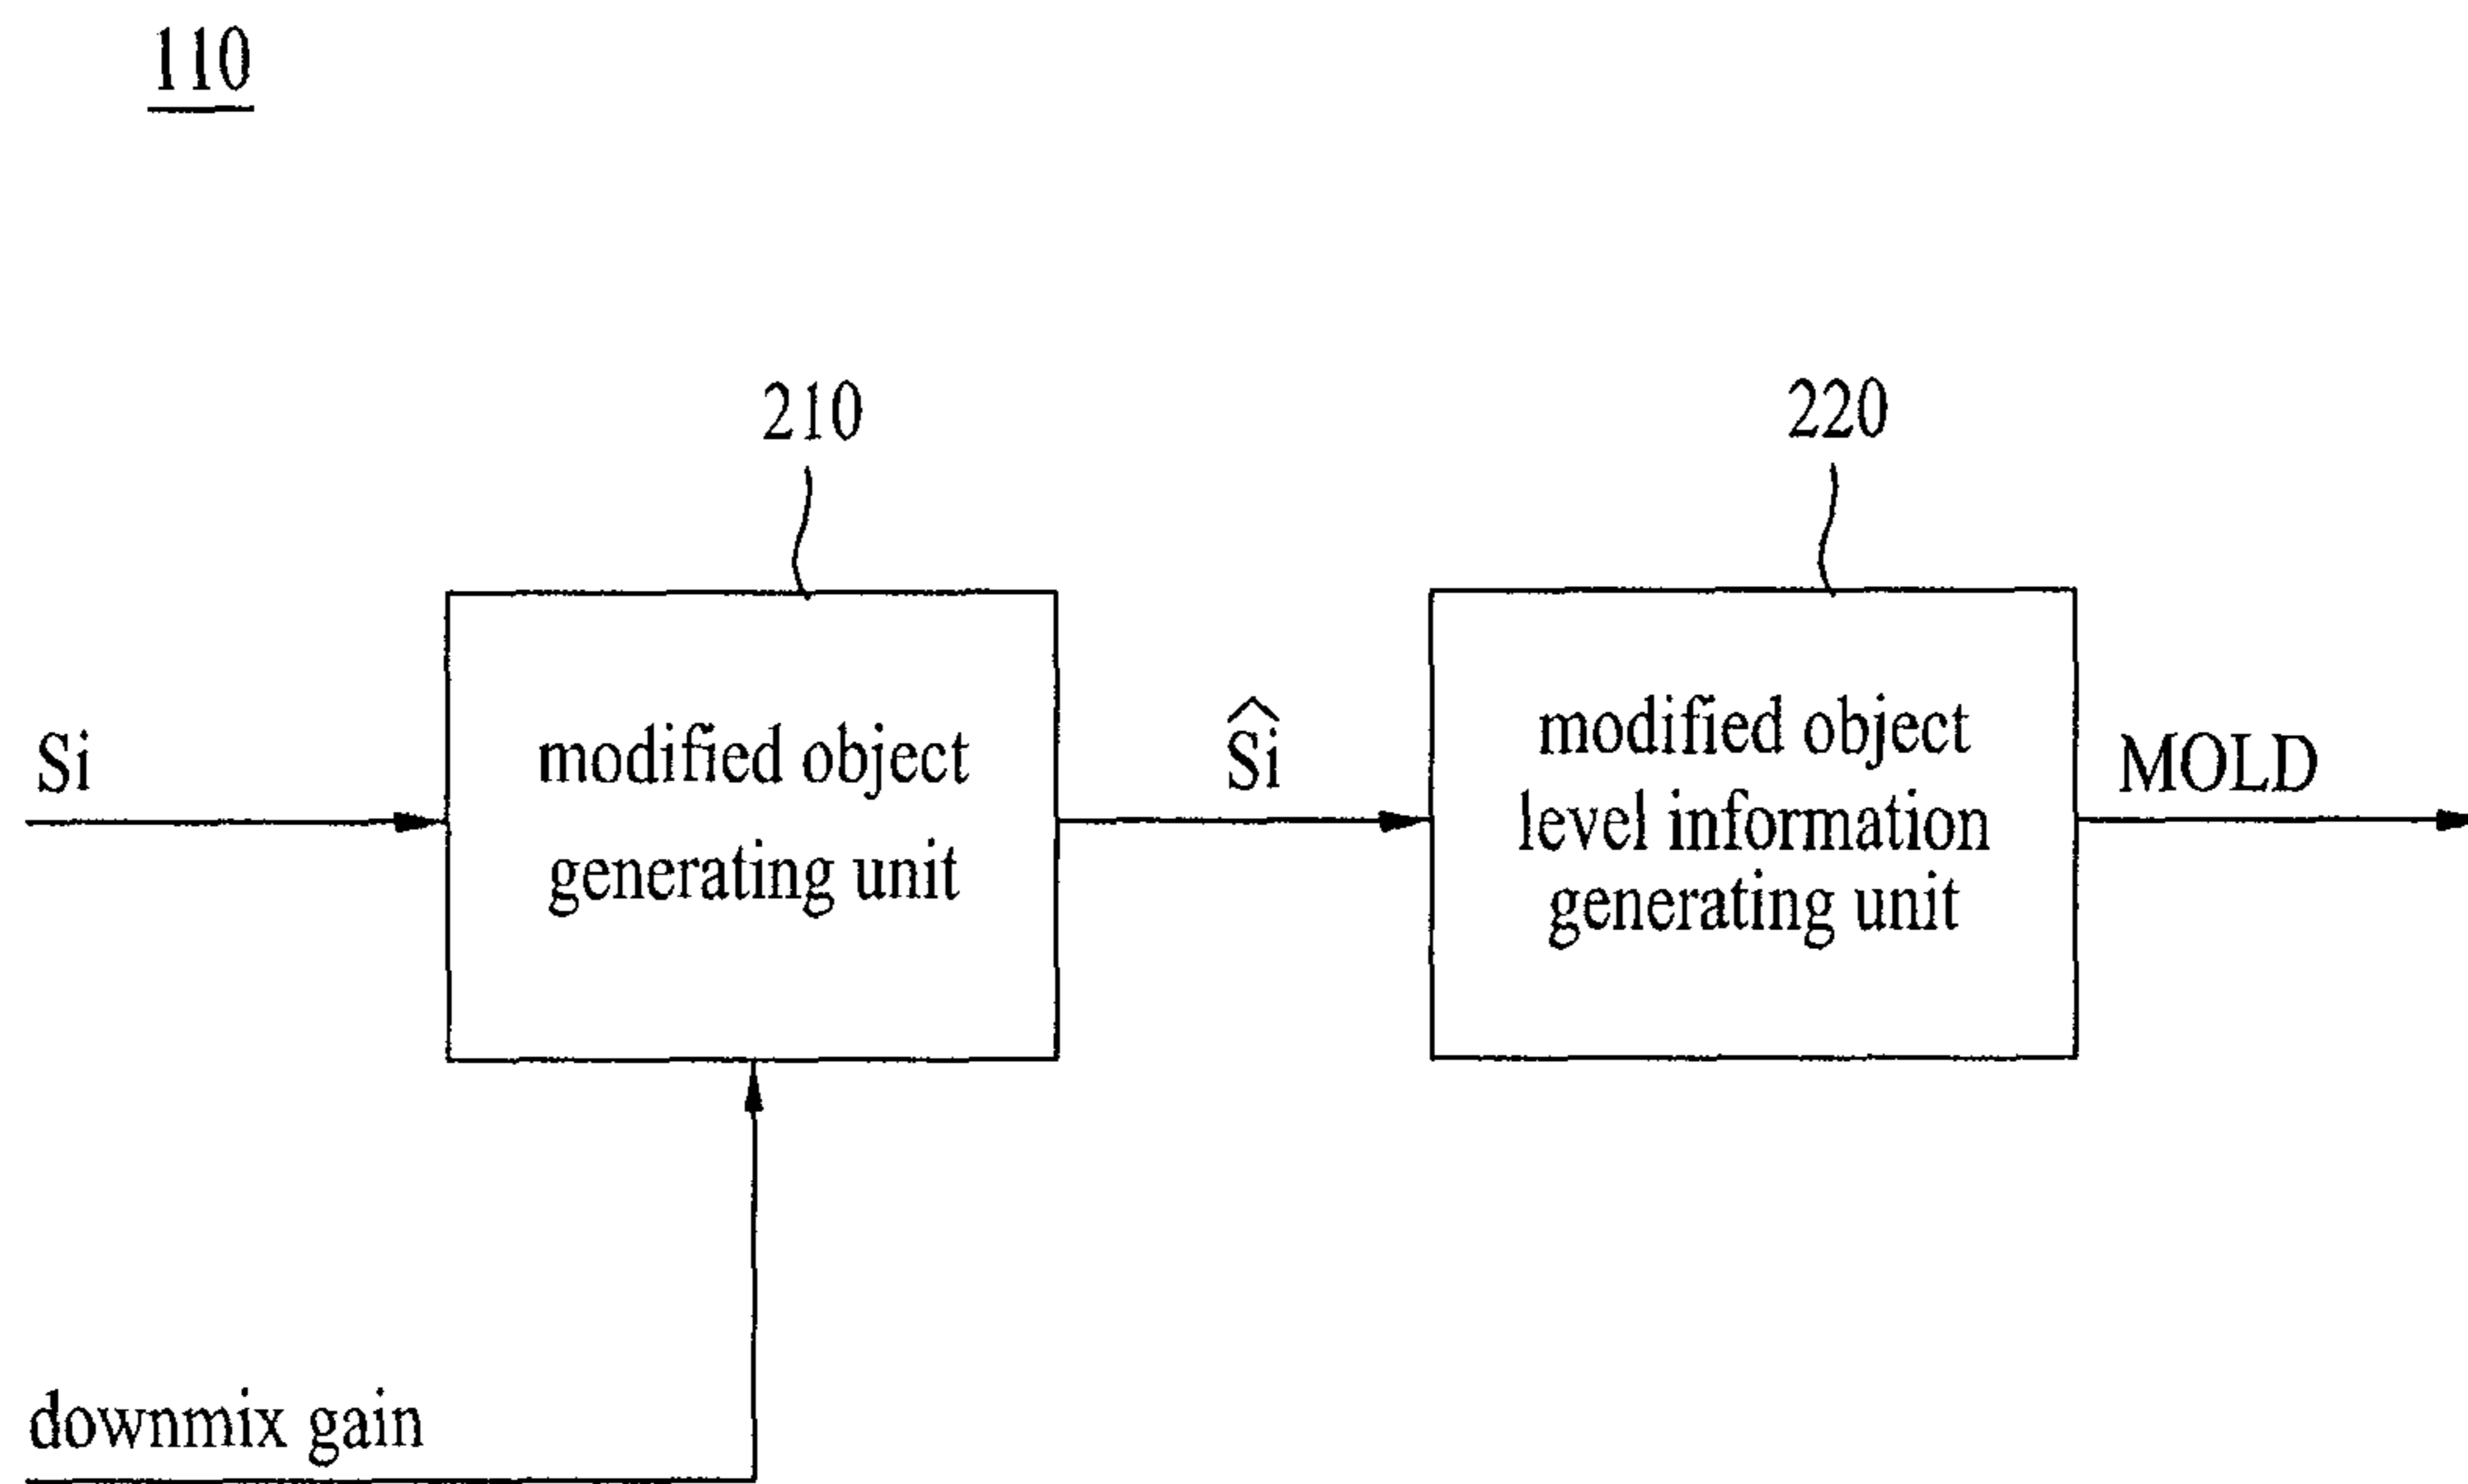 110
210
220
Si
modified object
generating unit
Ŝi
modified object
level information
generating unit
MOLD
downmix gain